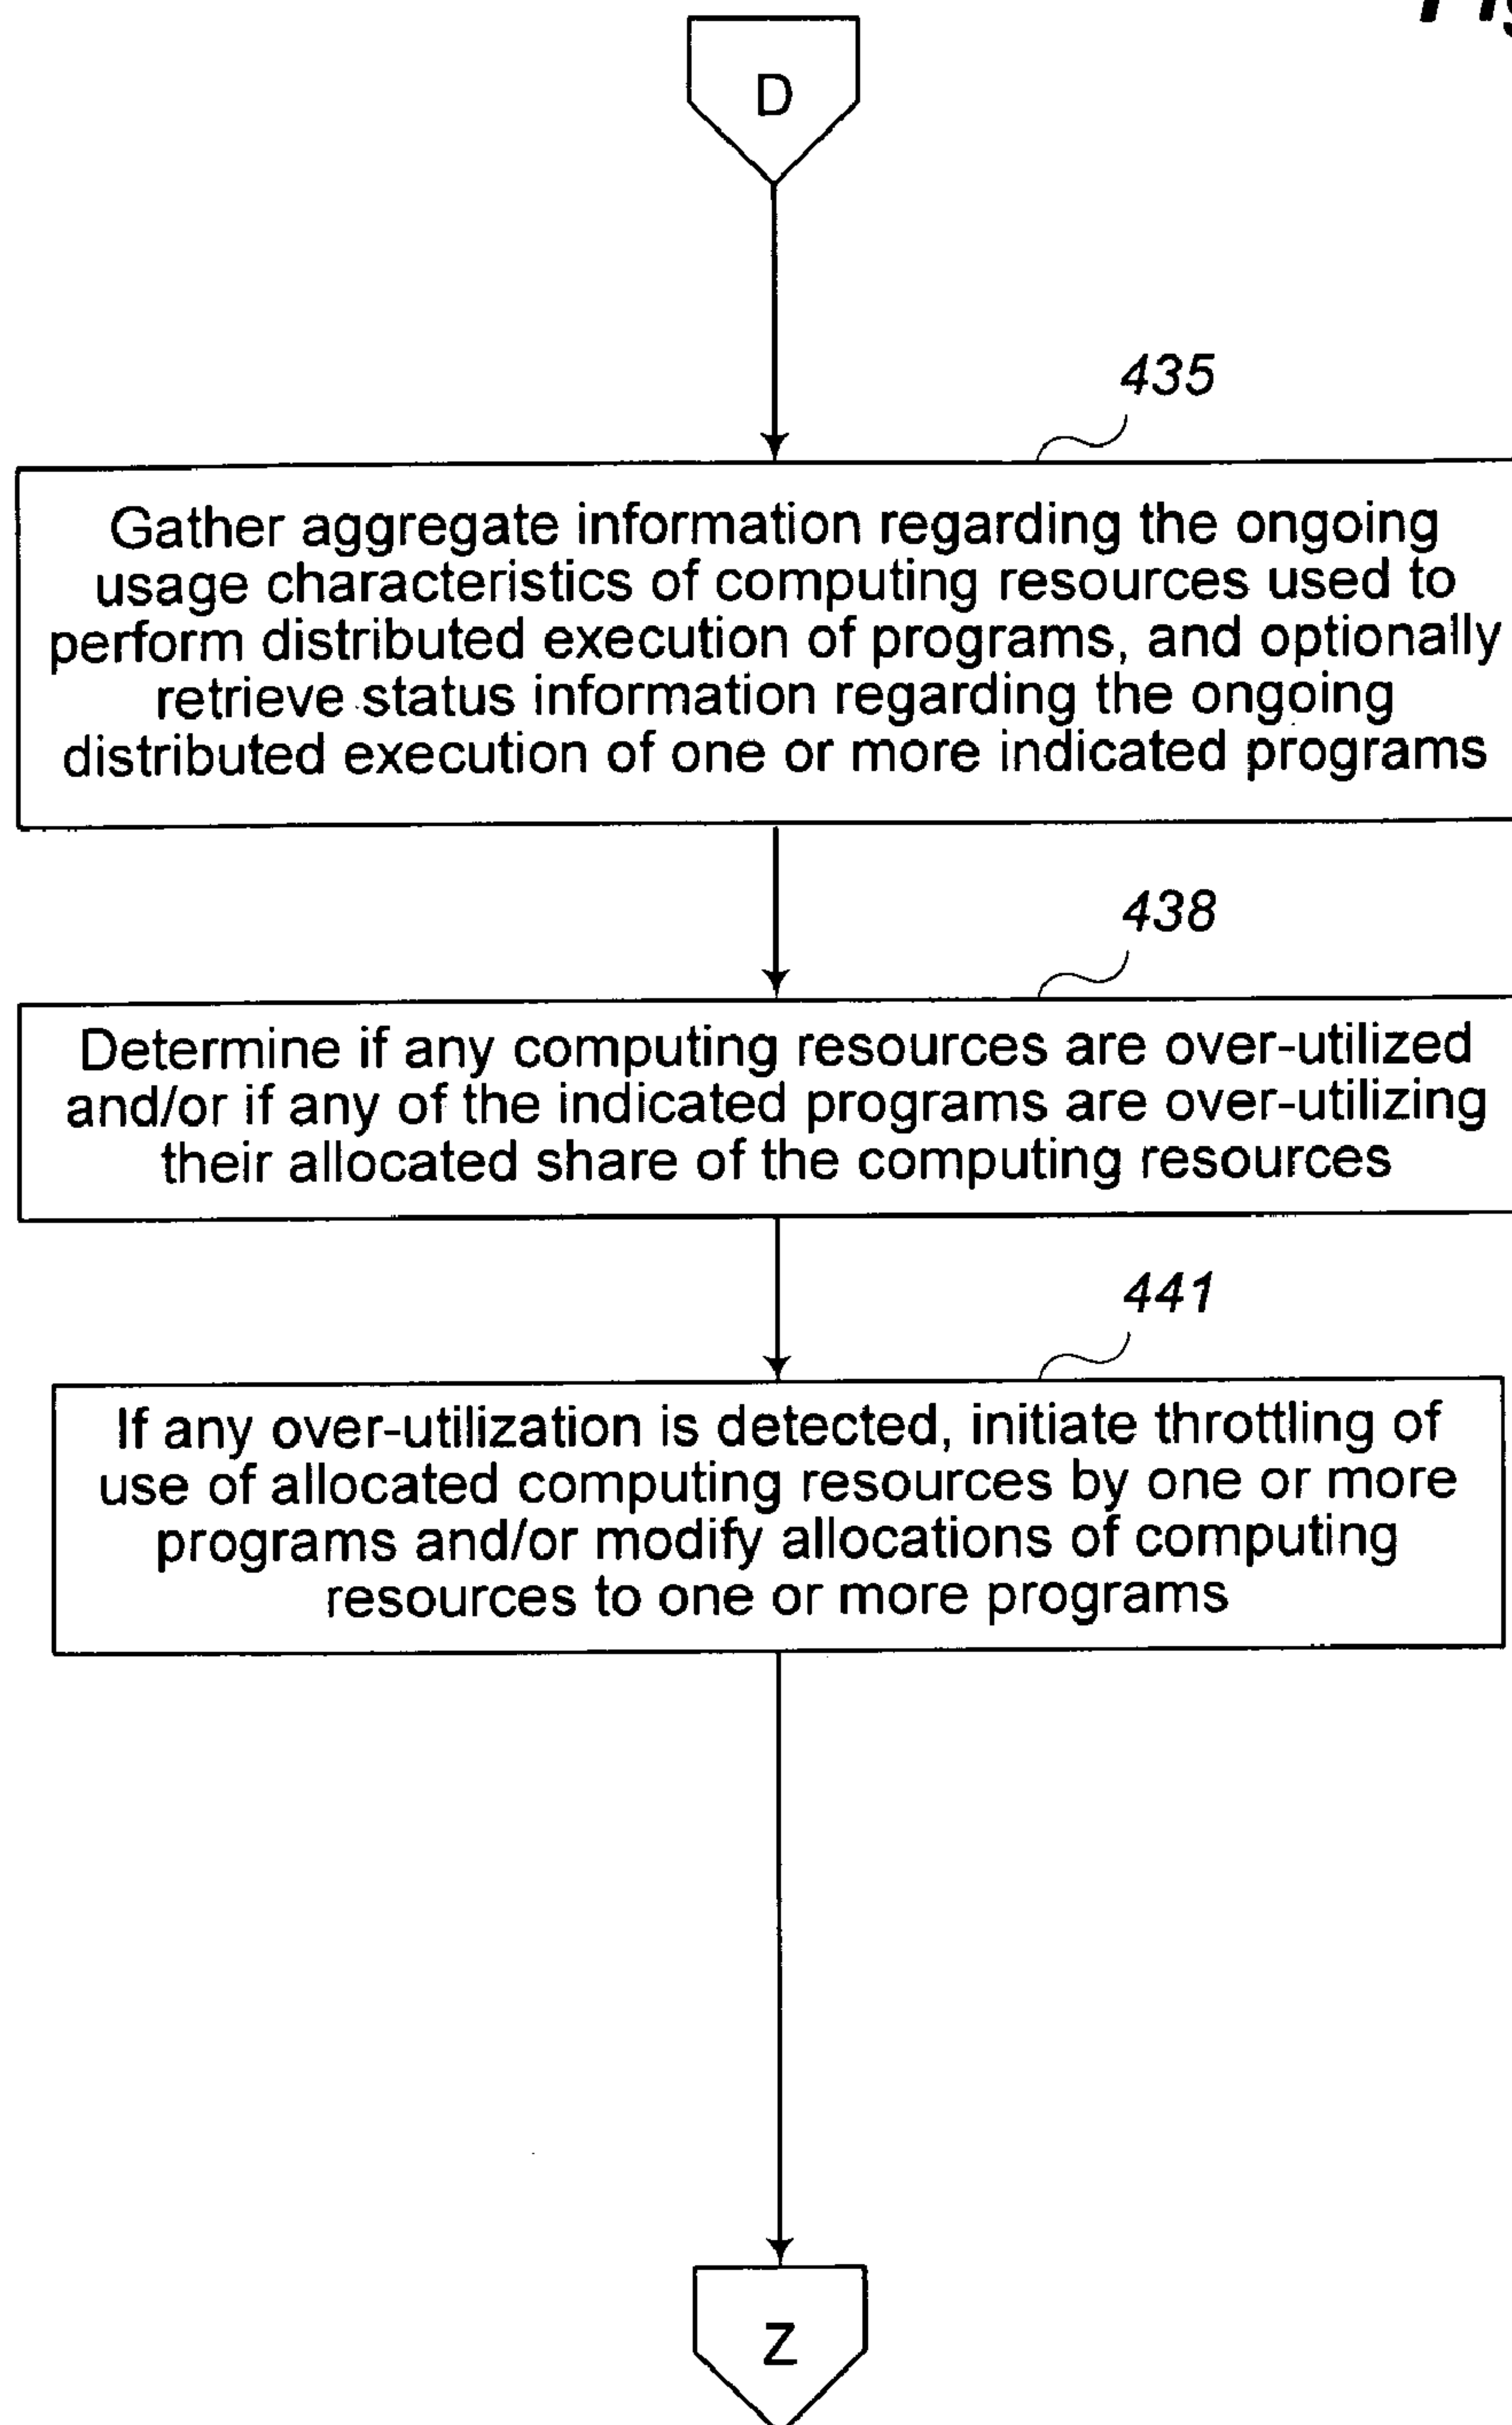 D
435
Gather aggregate information regarding the ongoing
usage characteristics of computing resources used to
perform distributed execution of programs, and optionally
retrieve status information regarding the ongoing
distributed execution of one or more indicated programs
438
Determine if any computing resources are over-utilized
and/or if any of the indicated programs are over-utilizing
their allocated share of the computing resources
441
If any over-utilization is detected, initiate throttling of
use of allocated computing resources by one or more
programs and/or modify allocations of computing
resources to one or more programs
Z